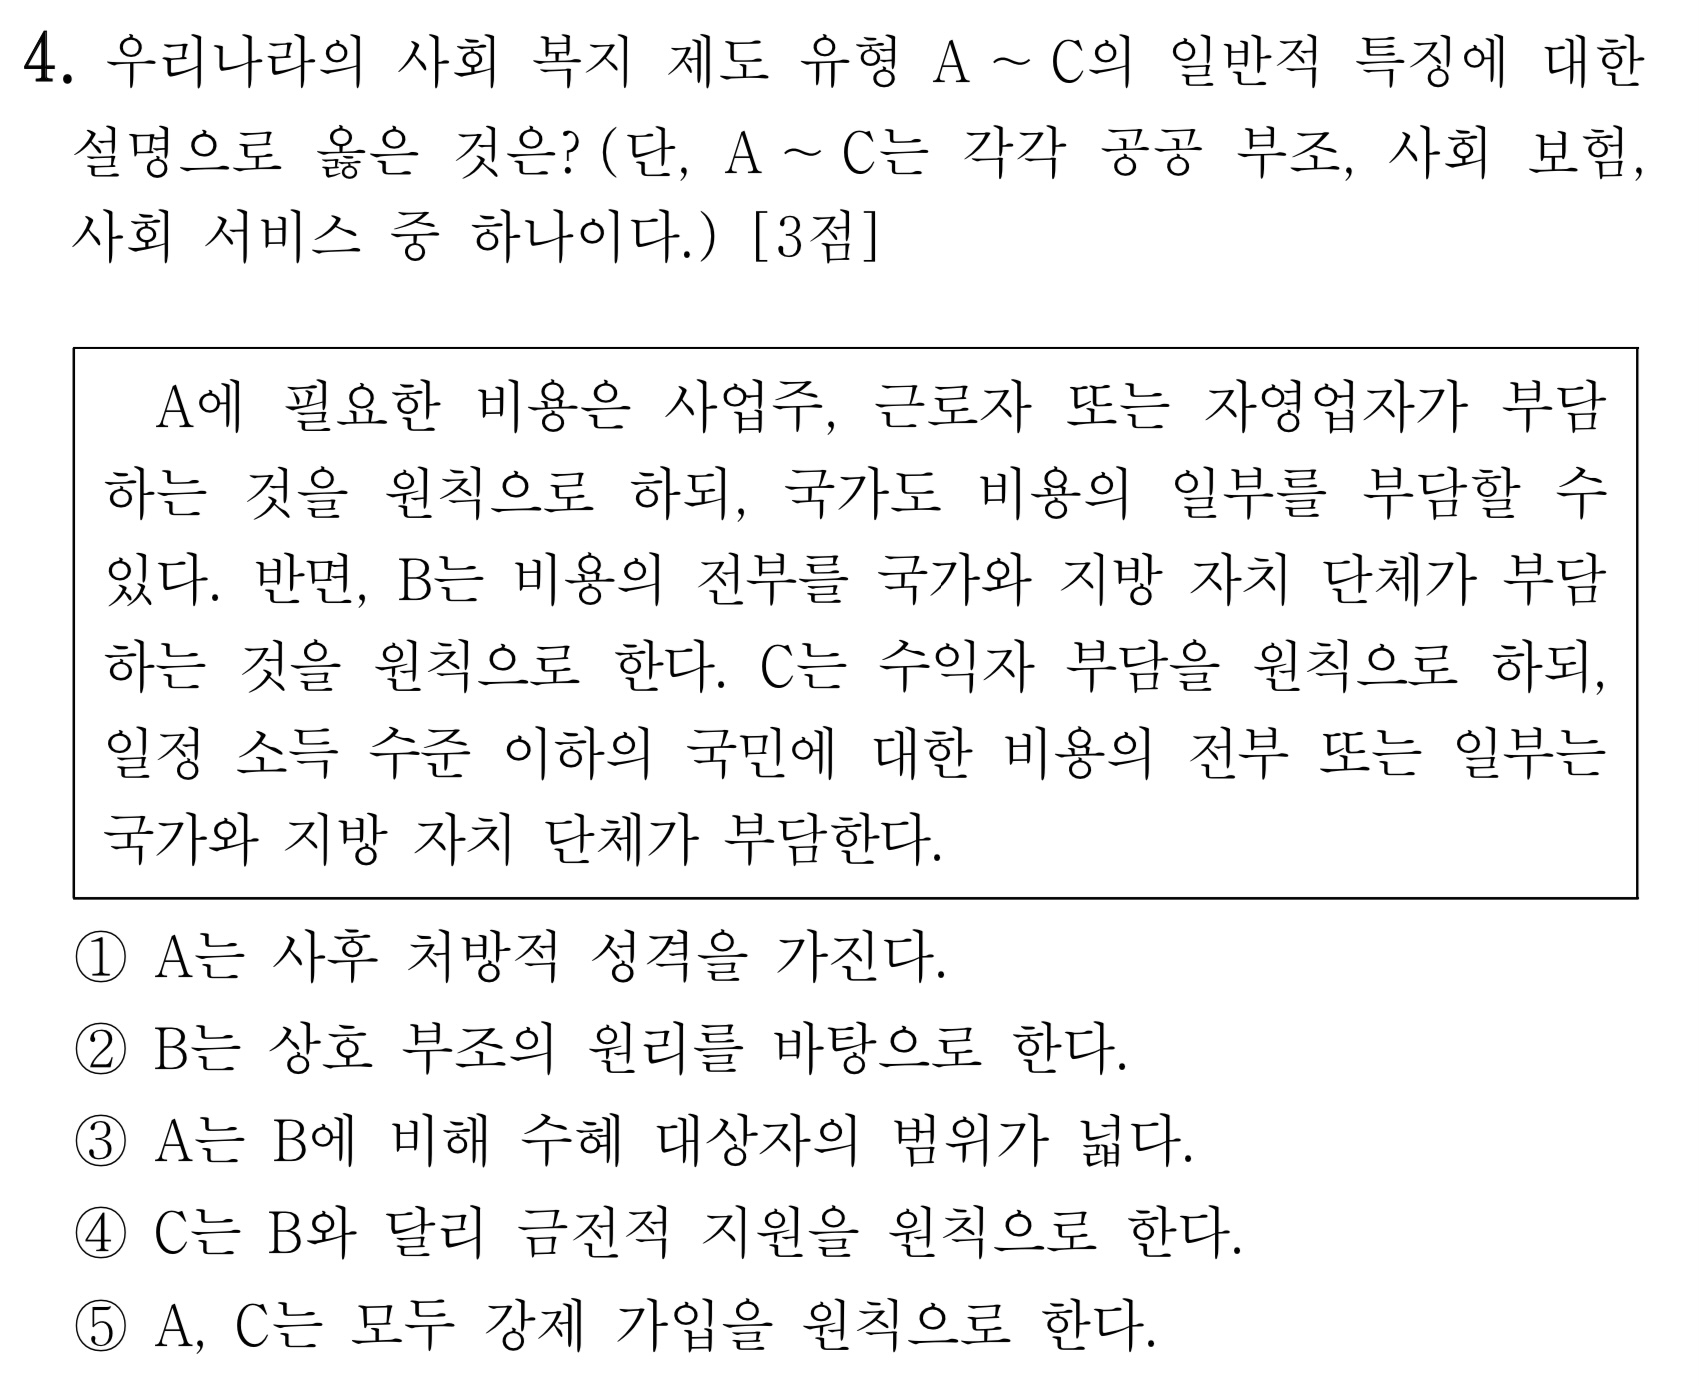 4. 우리나라의 사회 복지 제도 유형 A ~ C의 일반적 특징에 대한
설명으로 옳은 것은? (단, A ~ C는 각각 공공 부조, 사회 보험,
사회 서비스 중 하나이다.) [3점]
A에 필요한 비용은 사업주, 근로자 또는 자영업자가 부담
하는 것을 원칙으로 하되, 국가도 비용의 일부를 부담할 수
있다. 반면, B는 비용의 전부를 국가와 지방 자치 단체가 부담
하는 것을 원칙으로 한다. C는 수익자 부담을 원칙으로 하되,
일정 소득 수준 이하의 국민에 대한 비용의 전부 또는 일부는
국가와 지방 자치 단체가 부담한다.
① A는 사후 처방적 성격을 가진다.
② B는 상호 부조의 원리를 바탕으로 한다.
③ A는 B에 비해 수혜 대상자의 범위가 넓다.
④ C는 B와 달리 금전적 지원을 원칙으로 한다.
⑤ A, C는 모두 강제 가입을 원칙으로 한다.